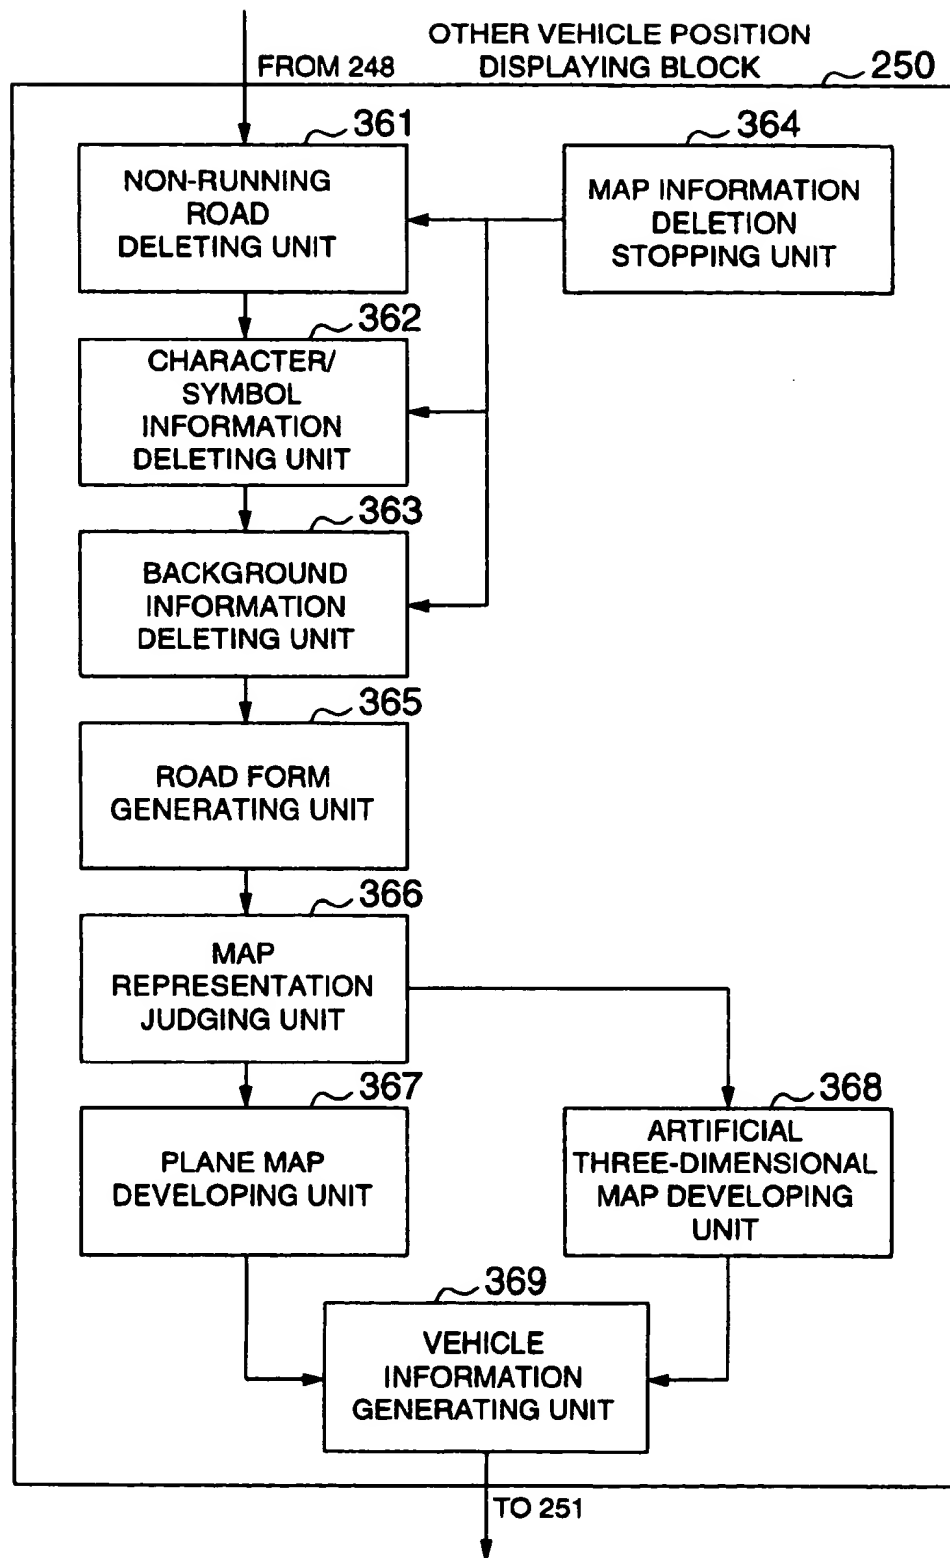 OTHER VEHICLE POSITION
DISPLAYING BLOCK
FROM 248
250
361
364
NON-RUNNING
ROAD
DELETING UNIT
MAP INFORMATION
DELETION
STOPPING UNIT
362
CHARACTER/
SYMBOL
INFORMATION
DELETING UNIT
363
BACKGROUND
INFORMATION
DELETING UNIT
365
ROAD FORM
GENERATING UNIT
366
MAP
REPRESENTATION
JUDGING UNIT
367
368
PLANE MAP
DEVELOPING UNIT
ARTIFICIAL
THREE-DIMENSIONAL
MAP DEVELOPING
UNIT
369
VEHICLE
INFORMATION
GENERATING UNIT
TO 251